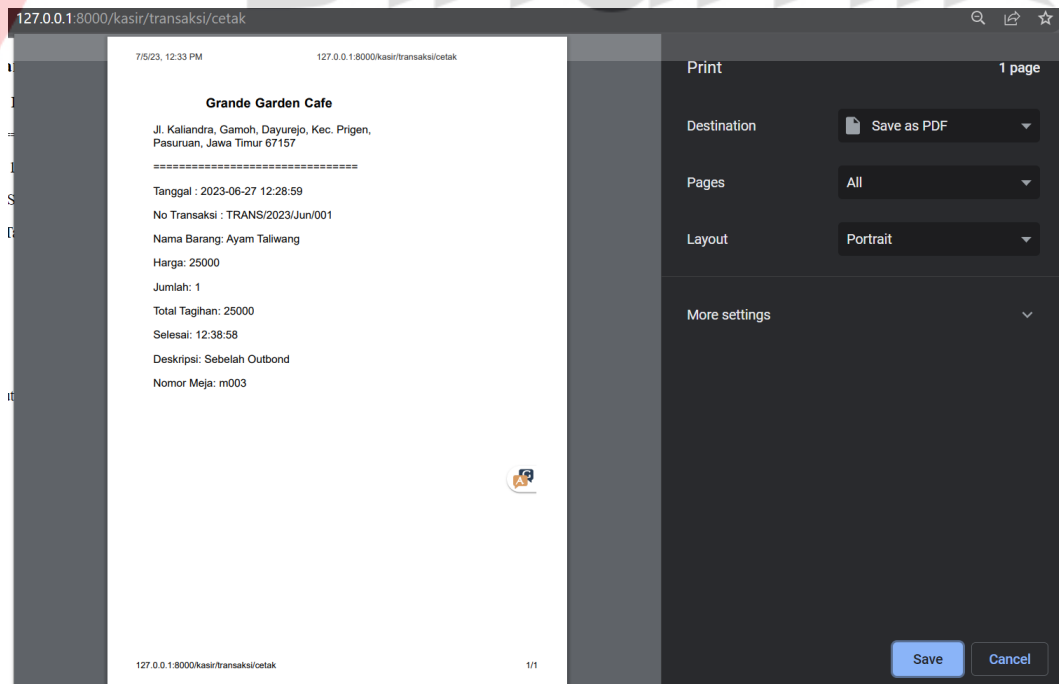 127.0.0.1:8000/kasir/transaksi/cetak
7/5/23, 12:33 PM 127.0.0.1:8000/kasir/transaksi/cetak
Grande Garden Cafe
Jl. Kaliandra, Gamoh, Dayurejo, Kec. Prigen,
Pasuruan, Jawa Timur 67157
================================
Tanggal : 2023-06-27 12:28:59
No Transaksi : TRANS/2023/Jun/001
Nama Barang: Ayam Taliwang
Harga: 25000
Jumlah: 1
Total Tagihan: 25000
Selesai: 12:38:58
Deskripsi: Sebelah Outbond
Nomor Meja: m003
127.0.0.1:8000/kasir/transaksi/cetak 1/1
Print 1 page
Destination Save as PDF
Pages All
Layout Portrait
More settings
Save Cancel